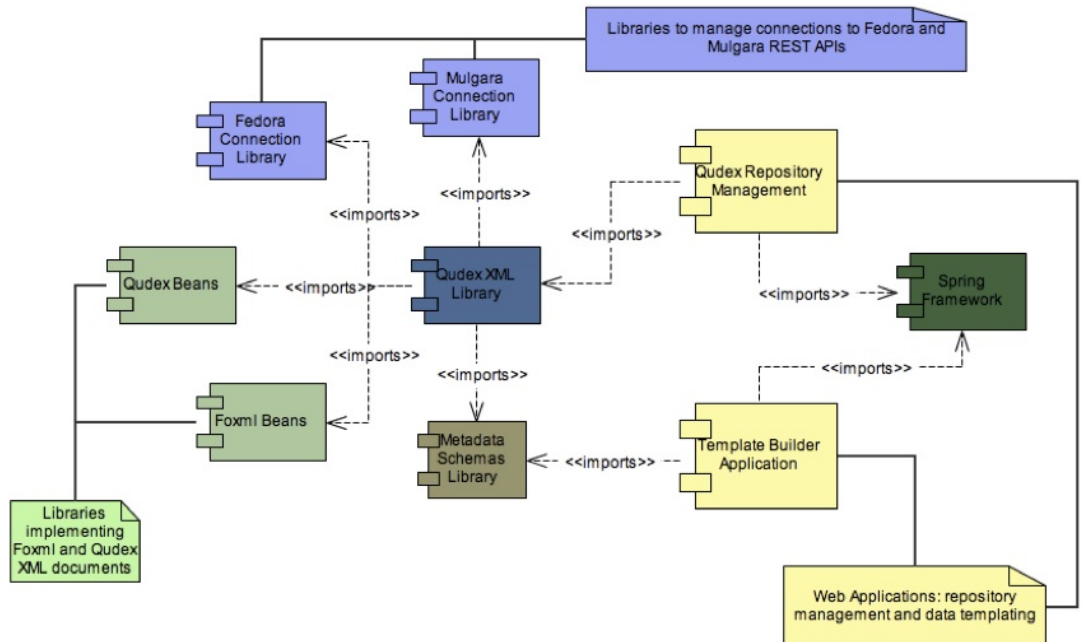 Libraries to manage connections to Fedora and
Mulgara REST APIs
Mulgara
Connection
Library
Fedora
Connection
Library
Qudex Repository
Management
<<imports>>
<<imports>>
<<imports>>
Qudex Beans
<<imports>>
Qudex XML
Library
<<imports>>
Spring
Framework
<<imports>>
<<imports>>
<<imports>>
Foxml Beans
Metadata
Schemas
Library
<<imports>>
Template Builder
Application
Libraries
implementing
Foxml and Qudex
XML documents
Web Applications: repository
management and data templating